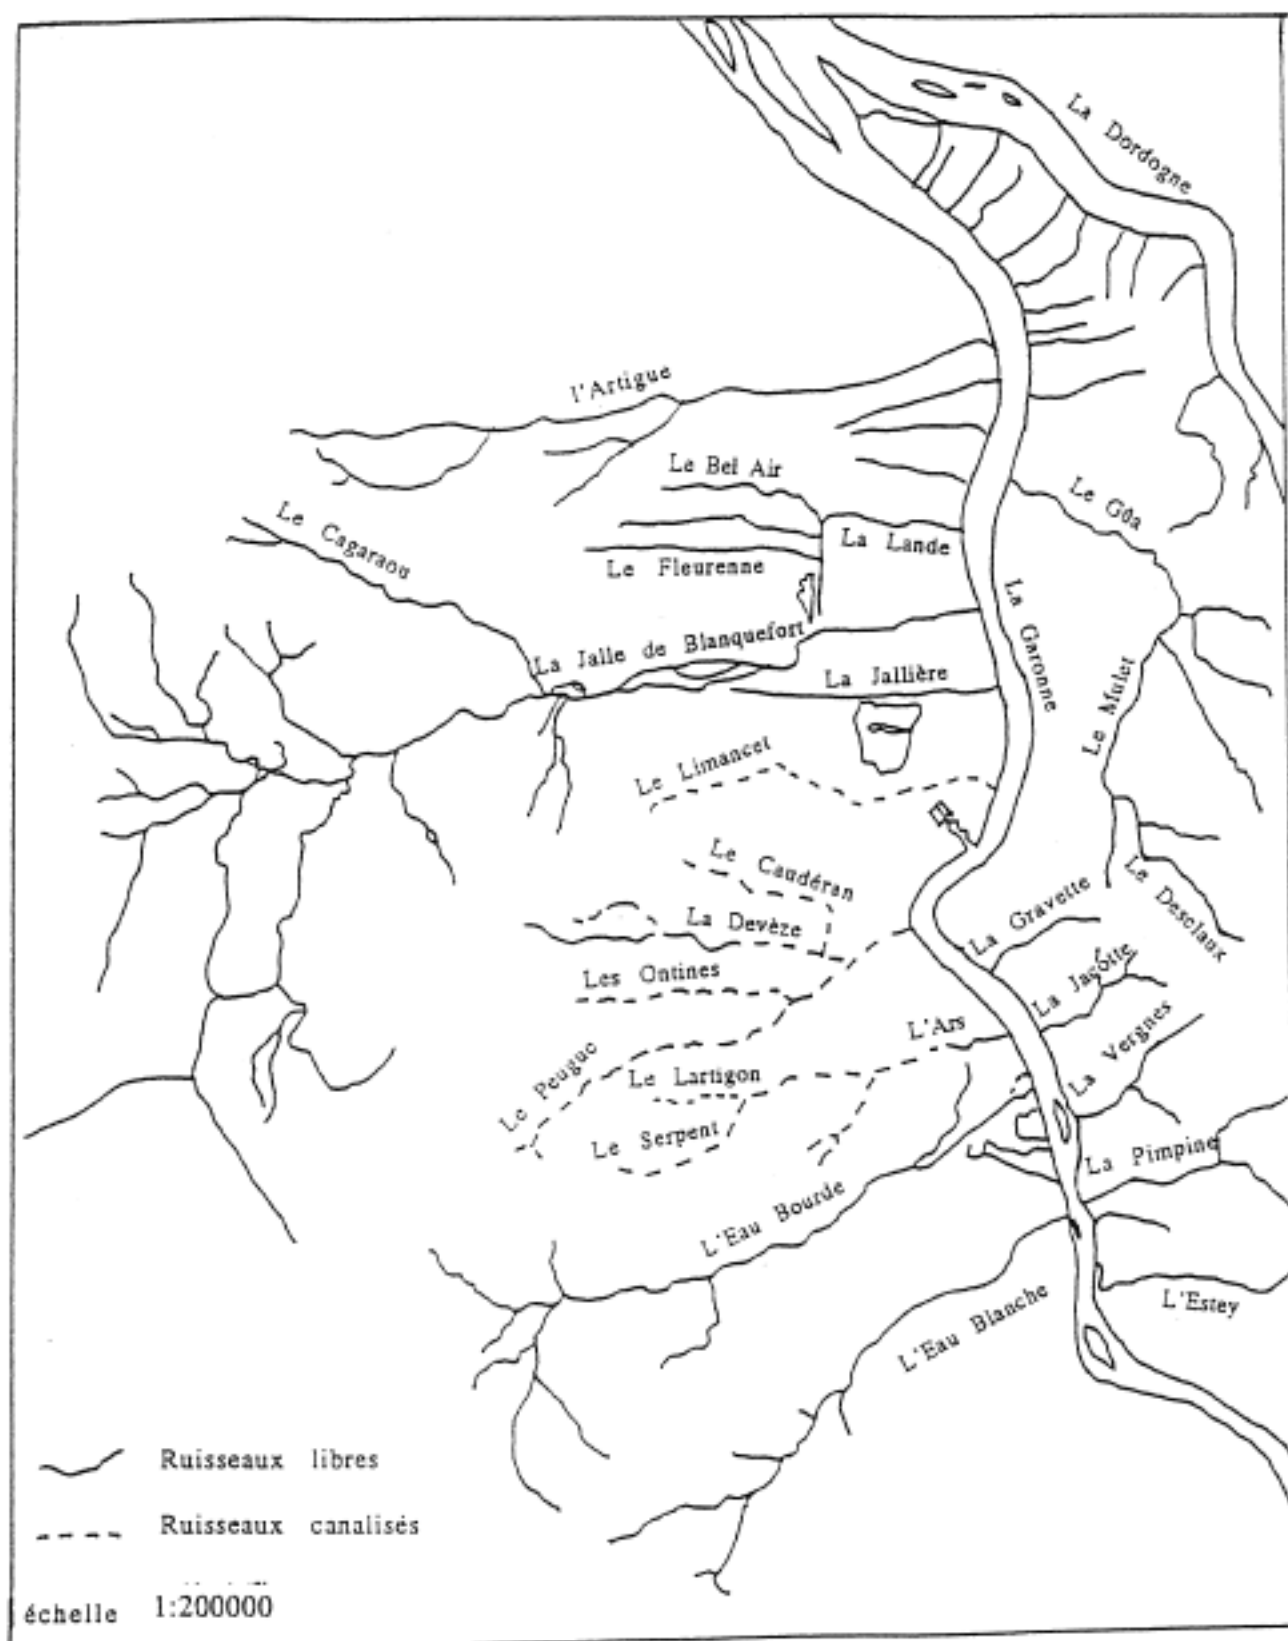 La Dordogne
l'Artigue
Le Bel Air
Le Gûa
Le Cagaraou
La Lande
Le Fleurenne
La Garonne
La Jalle de Blanquefort
La Jallière
Le Mulet
Le Limancet
Le Caudéran
Le Desclaux
La Gravette
La Devèze
Les Ontines
La Jacotte
L'Ars
La Vergnes
Le Peugue
Le Lartigon
Le Serpent
La Pimpine
L'Eau Bourde
L'Estey
L'Eau Blanche
Ruisseaux libres
Ruisseaux canalisés
échelle 1:200000